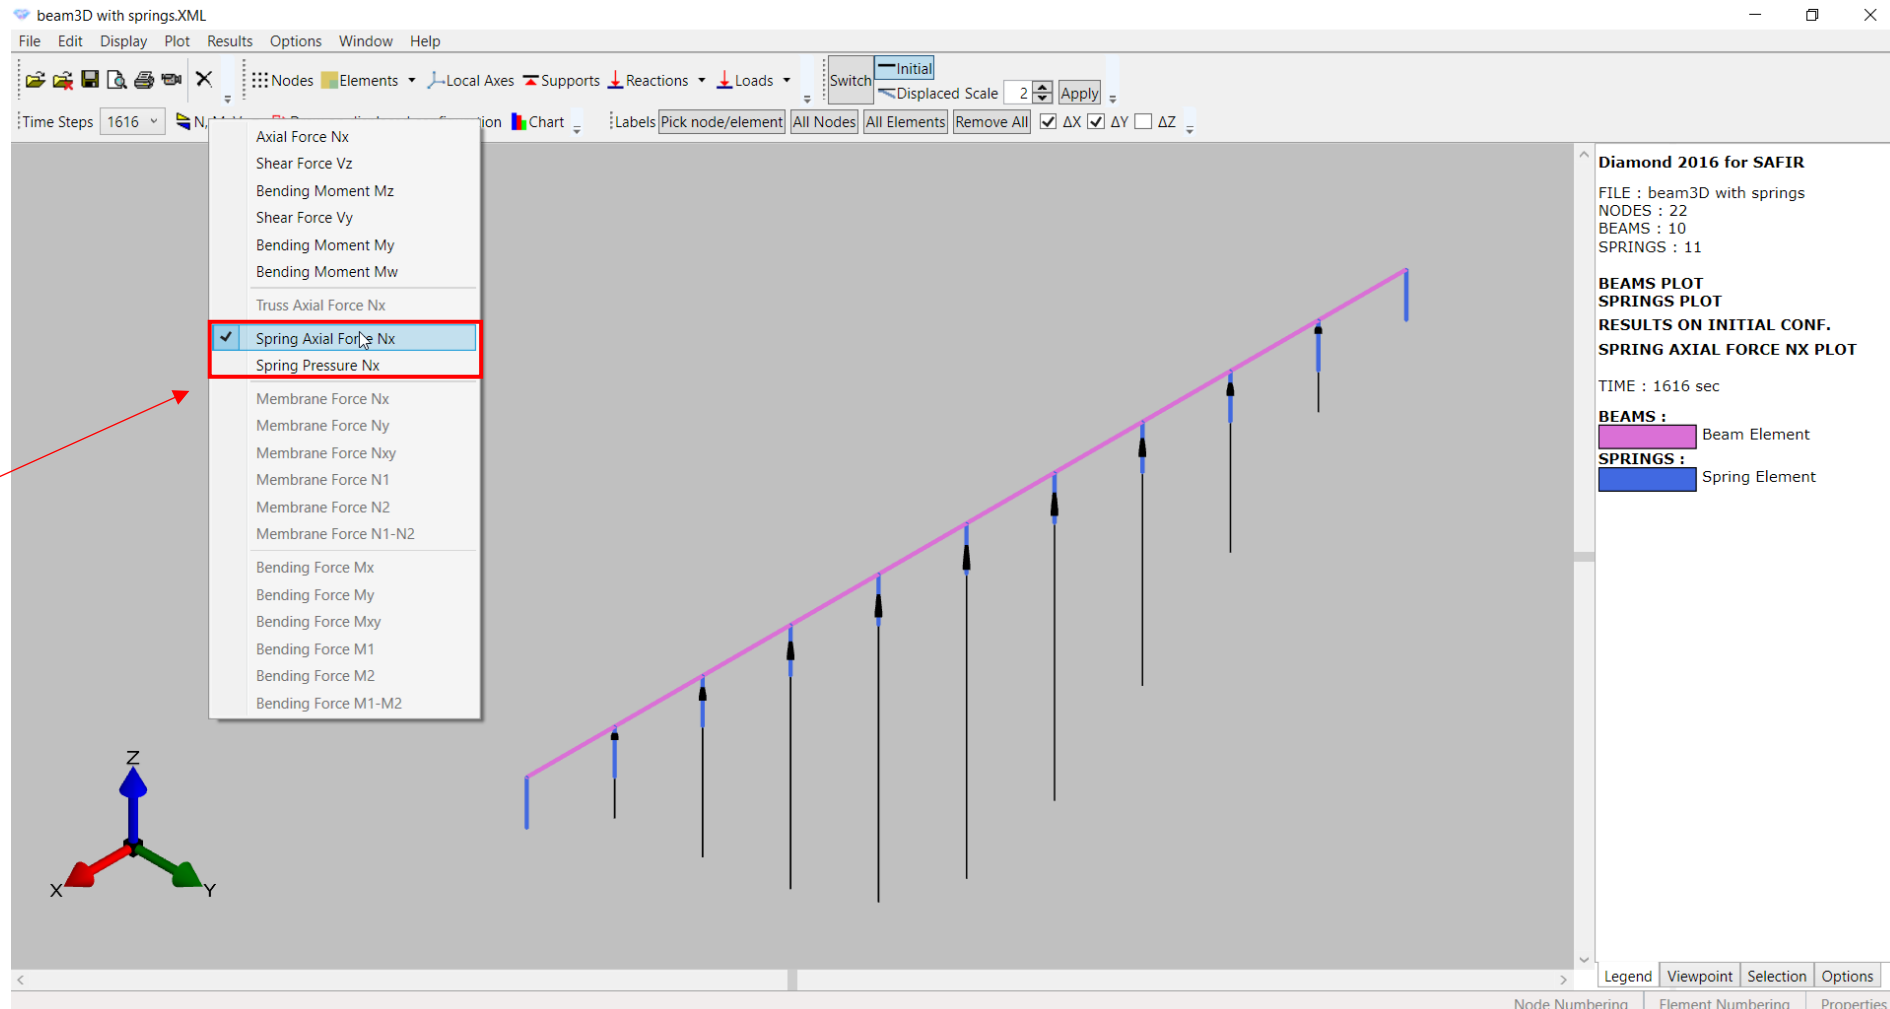 beam3D with springs.XML
File Edit Display Plot Results Options Window Help
Nodes Elements Local Axes Supports Reactions Loads Switch Initial
Displaced Scale 2 Apply
Time Steps 1616 N, Chart Labels Pick node/element All Nodes All Elements Remove All ΔX ΔY ΔZ
Axial Force Nx
Shear Force Vz
Bending Moment Mz
Shear Force Vy
Bending Moment My
Bending Moment Mw
Truss Axial Force Nx
Spring Axial Force Nx
Spring Pressure Nx
Membrane Force Nx
Membrane Force Ny
Membrane Force Nxy
Membrane Force N1
Membrane Force N2
Membrane Force N1-N2
Bending Force Mx
Bending Force My
Bending Force Mxy
Bending Force M1
Bending Force M2
Bending Force M1-M2
Z
X
Y
Diamond 2016 for SAFIR
FILE : beam3D with springs
NODES : 22
BEAMS : 10
SPRINGS : 11
BEAMS PLOT
SPRINGS PLOT
RESULTS ON INITIAL CONF.
SPRING AXIAL FORCE NX PLOT
TIME : 1616 sec
BEAMS :
Beam Element
SPRINGS :
Spring Element
Legend Viewpoint Selection Options
Node Numbering Element Numbering Properties